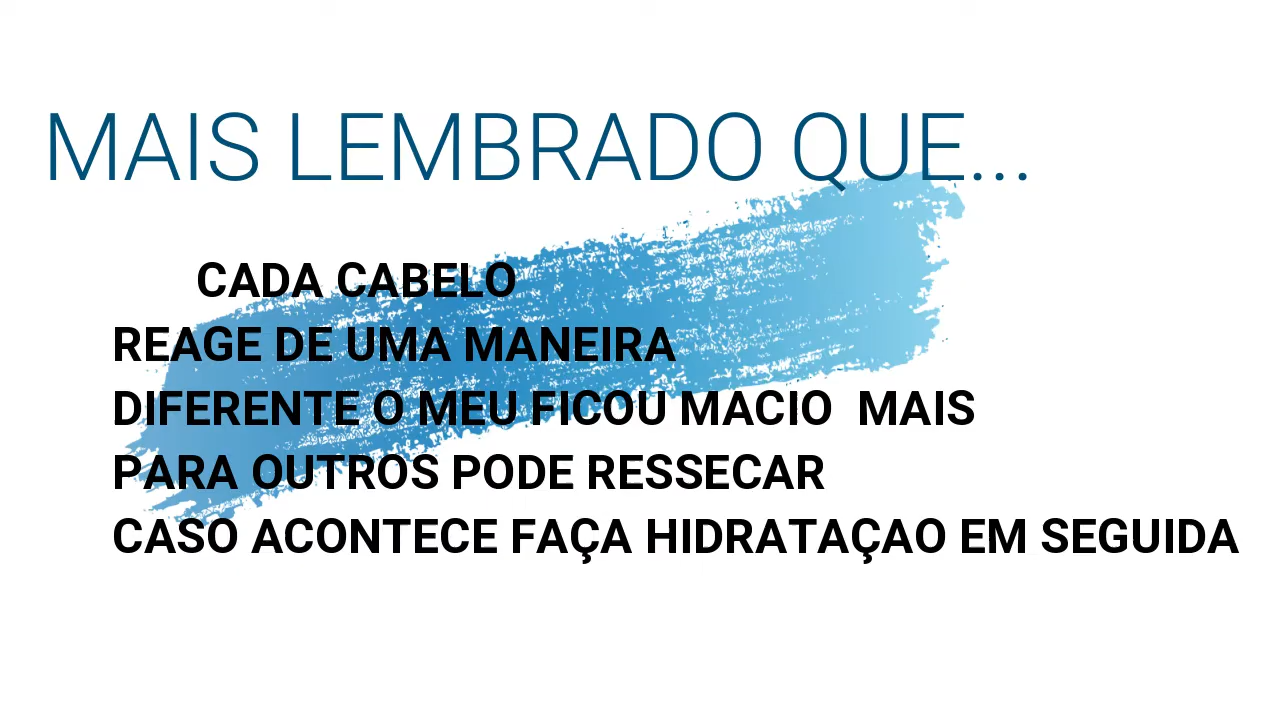 MAIS LEMBRADO QUE...
CADA CABELO
REAGE DE UMA MANEIRA
DIFERENTE O MEU FICOU MACIO  MAIS
PARA OUTROS PODE RESSECAR
CASO ACONTECE FAÇA HIDRATAÇAO EM SEGUIDA